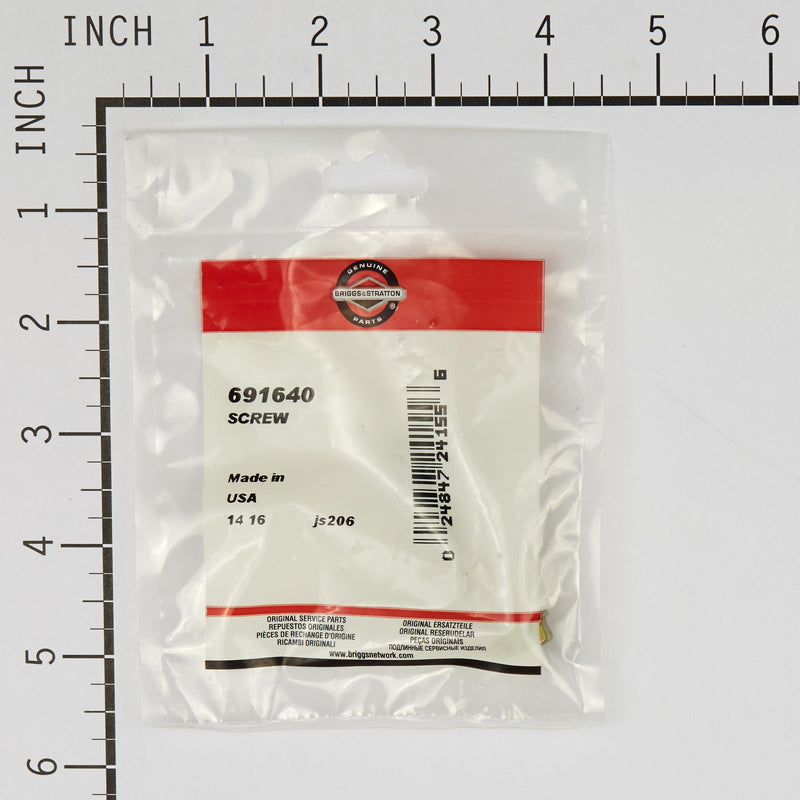 INCH 1 2 3 4 5 6
INCH 1 2 3 4 5 6
GENUINE
BRIGGS & STRATTON
®
PARTS
691640
SCREW
Made in
USA
14 16 js206
0 24847 24155 6
ORIGINAL SERVICE PARTS
REPUESTOS ORIGINALES
PIÈCES DE RECHANGE D'ORIGINE
RICAMBI ORIGINALI
ORIGINAL ERSATZTEILE
ORIGINAL RESERUDELAR
PEÇAS ORIGINAIS
ПОДЛИННЫЕ СЕРВИСНЫЕ ИЗДЕЛИЯ
www.briggsnetwork.com